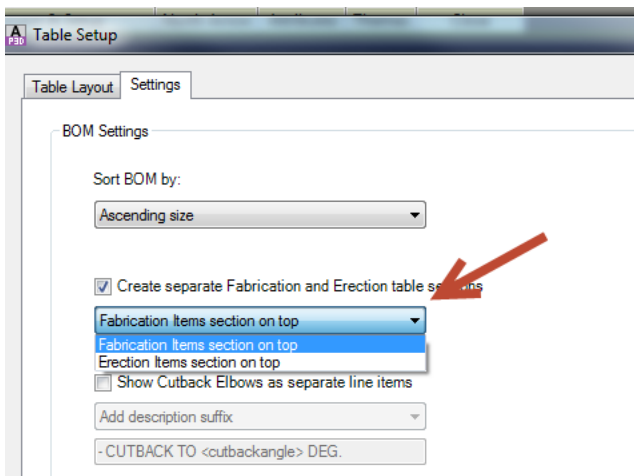 A
P3D
Table Setup
Table Layout
Settings
BOM Settings
Sort BOM by:
Ascending size
Create separate Fabrication and Erection table
Fabrication Items section on top
Fabrication Items section on top
Erection Items section on top
Show Cutback Elbows as separate line items
Add description suffix
- CUTBACK TO <cutbackangle> DEG.